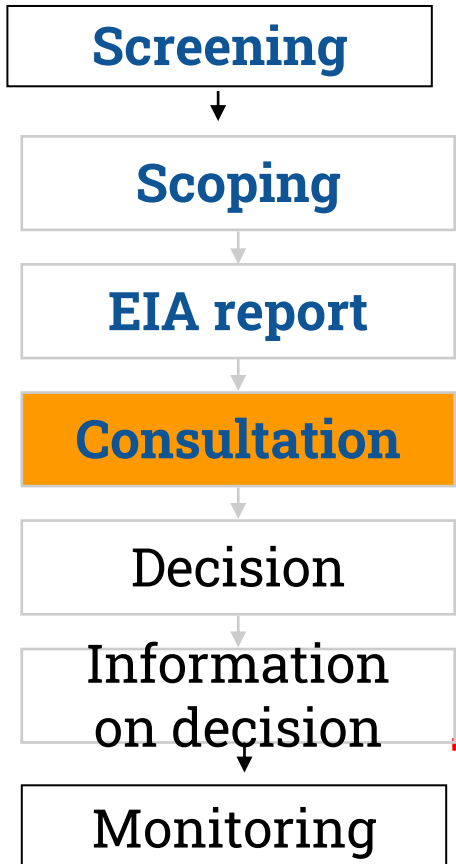 Screening
Scoping
EIA report
Consultation
Decision
Information
on decision
Monitoring